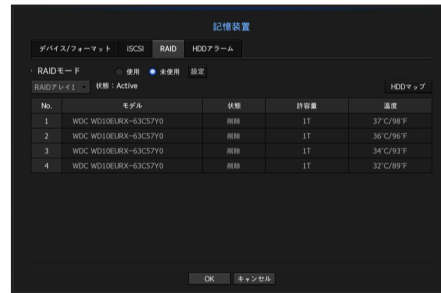 記憶装置
デバイス/フォーマット iSCSI RAID HDDアラーム
・RAIDモード 使用 未使用 設定
RAIDアレイ1 状態：Active HDDマップ
No. モデル 状態 許容量 温度
1 WDC WD10EURX-63C57Y0 削除 1T 37°C/98°F
2 WDC WD10EURX-63C57Y0 削除 1T 36°C/96°F
3 WDC WD10EURX-63C57Y0 削除 1T 34°C/93°F
4 WDC WD10EURX-63C57Y0 削除 1T 32°C/89°F
OK キャンセル